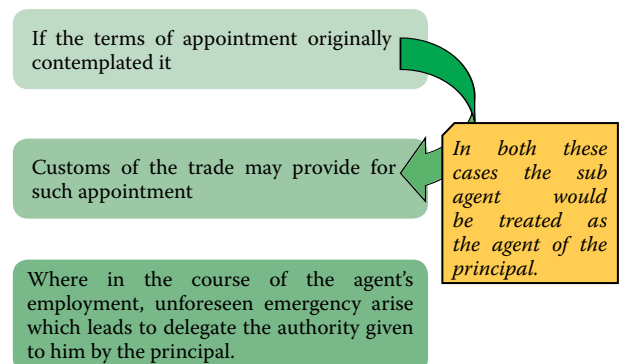 If the terms of appointment originally
contemplated it
Customs of the trade may provide for
such appointment
In both these
cases the sub
agent would
be treated as
the agent of the
principal.
Where in the course of the agent's
employment, unforeseen emergency arise
which leads to delegate the authority given
to him by the principal.